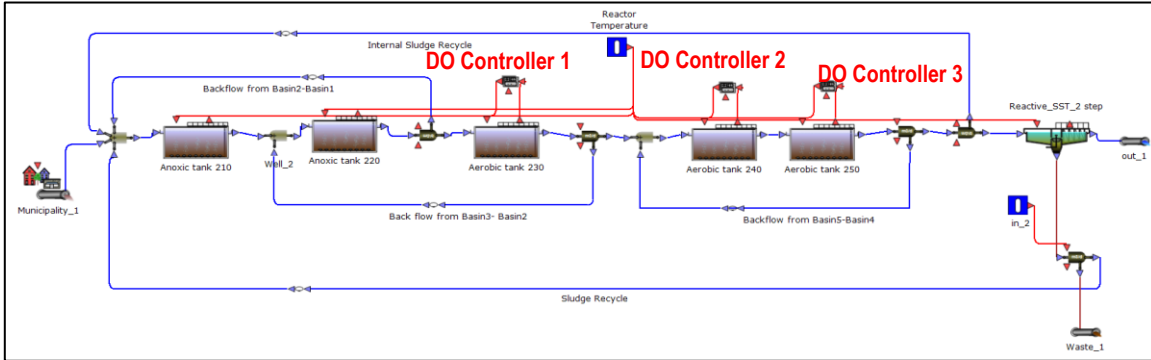 Reactor
Temperature
Internal Sludge Recycle
DO Controller 1
DO Controller 2
DO Controller 3
Backflow from Basin2-Basin1
Reactive_SST_2 step
Anoxic tank 210
Well_2
Anoxic tank 220
Aerobic tank 230
Aerobic tank 240
Aerobic tank 250
out_1
Municipality_1
Back flow from Basin3- Basin2
Backflow from Basin5-Basin4
in_2
Sludge Recycle
Waste_1